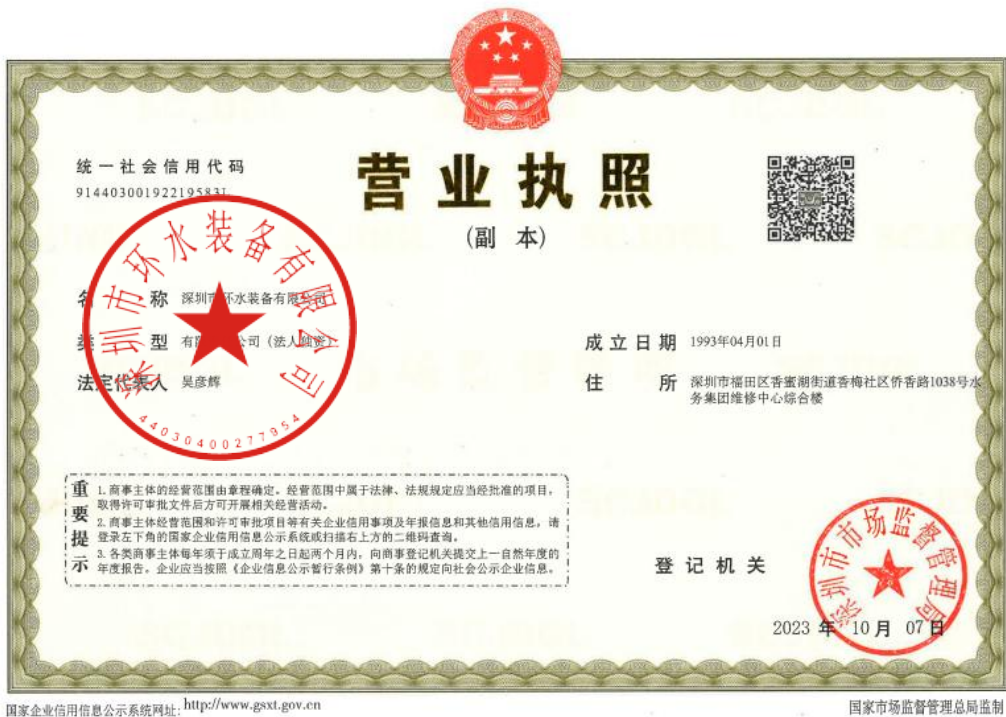 统一社会信用代码
91440300192219583L
营业执照
(副 本)
深圳市环水装备有限公司
44030400277954
名 称 深圳市环水装备有限公司
类 型 有限责任公司（法人独资）
法定代表人 吴彦辉
成立日期 1993年04月01日
住 所 深圳市福田区香蜜湖街道香梅社区侨香路1038号水
务集团维修中心综合楼
重要提示
1.商事主体的经营范围由章程确定。经营范围中属于法律、法规规定应当经批准的项目，
取得许可审批文件后方可开展相关经营活动。
2.商事主体经营范围和许可审批项目等有关企业信用事项及年报信息和其他信用信息，请
登录左下角的国家企业信用信息公示系统或扫描右上方的二维码查询。
3.各类商事主体每年须于成立周年之日起两个月内，向商事登记机关提交上一自然年度的
年度报告。企业应当按照《企业信息公示暂行条例》第十条的规定向社会公示企业信息。
登记机关
深圳市市场监督管理局
2023 年 10 月 07 日
国家企业信用信息公示系统网址: http://www.gsxt.gov.cn
国家市场监督管理总局监制